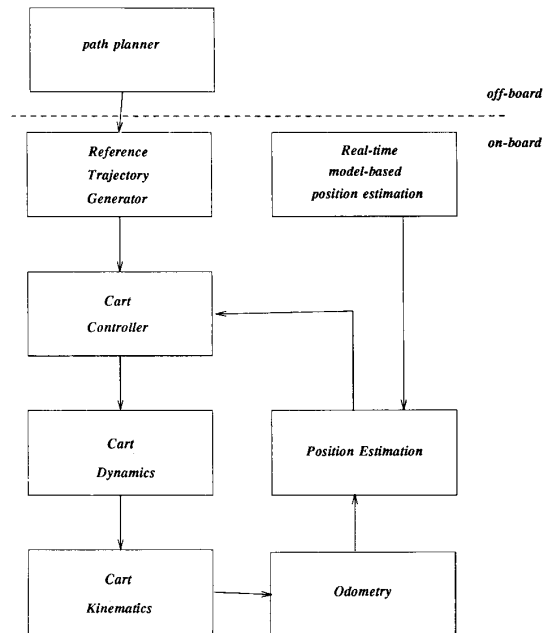 path planner
off-board
on-board
Reference
Trajectory
Generator
Real-time
model-based
position estimation
Cart
Controller
Cart
Dynamics
Position Estimation
Cart
Kinematics
Odometry